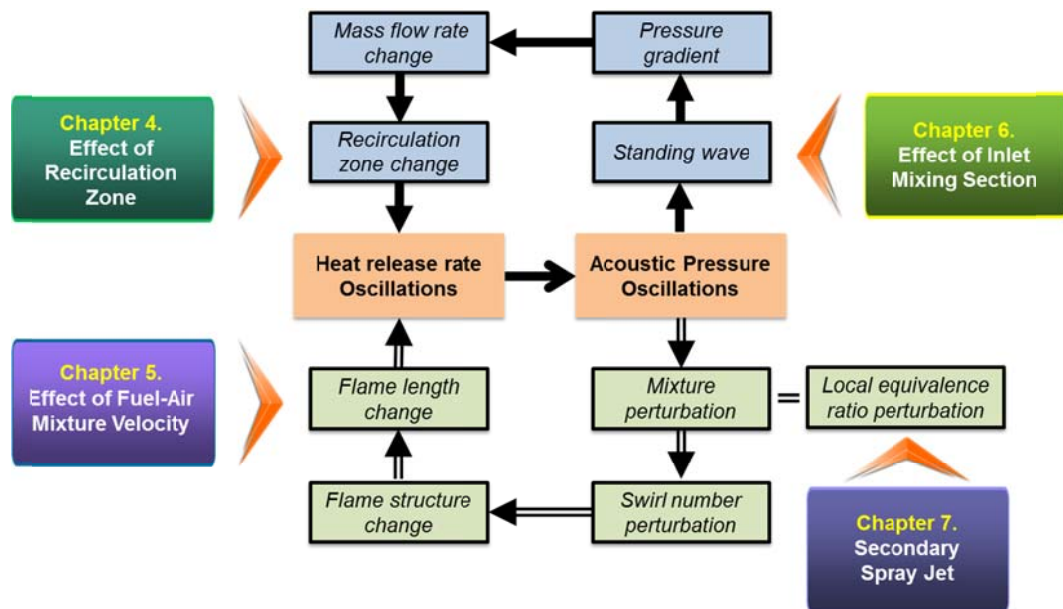 Mass flow rate
change
Pressure
gradient
Chapter 4.
Effect of
Recirculation
Zone
Recirculation
zone change
Standing wave
Chapter 6.
Effect of Inlet
Mixing Section
Heat release rate
Oscillations
Acoustic Pressure
Oscillations
Chapter 5.
Effect of Fuel-Air
Mixture Velocity
Flame length
change
Mixture
perturbation
=
Local equivalence
ratio perturbation
Flame structure
change
Swirl number
perturbation
Chapter 7.
Secondary
Spray Jet